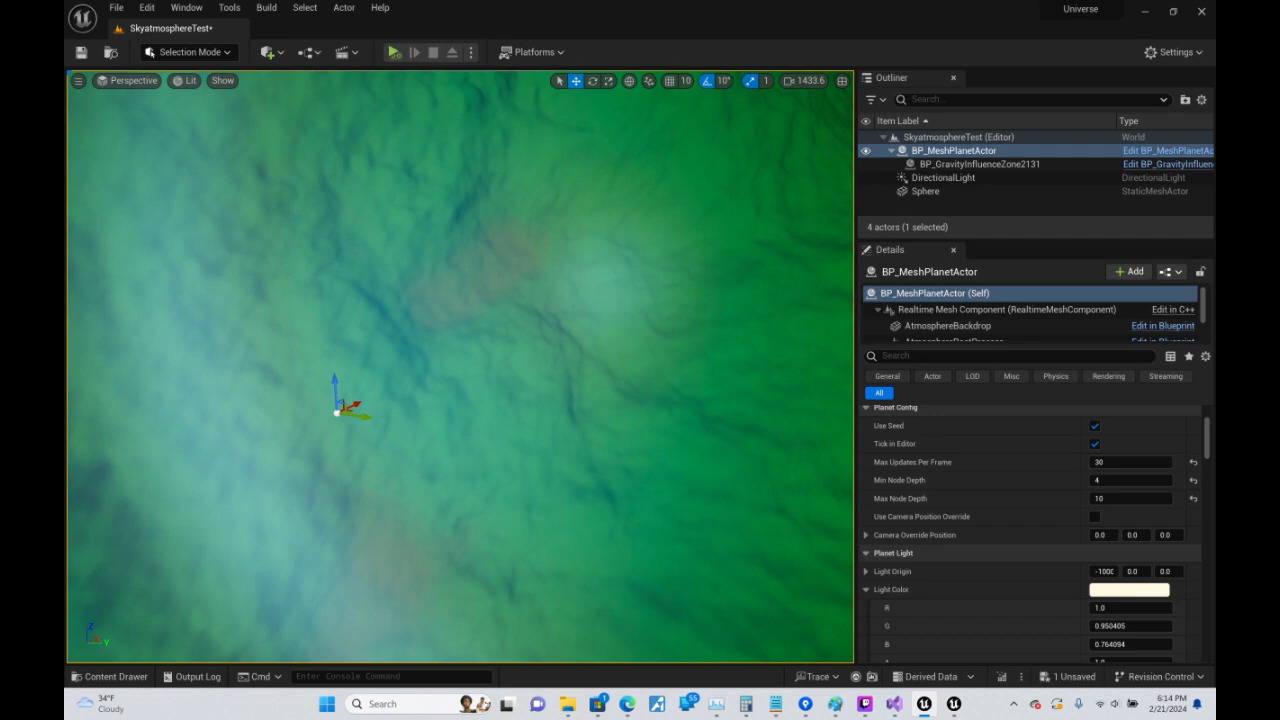 File Edit Window Tools Build Select Actor Help
Universe
SkyatmosphereTest*
Selection Mode
Platforms
Settings
Perspective Lit Show
10 10° 1 1433.6
Outliner
Search...
Item Label Type
SkyatmosphereTest (Editor) World
BP_MeshPlanetActor Edit BP_MeshPlanetAc
BP_GravityInfluenceZone2131 Edit BP_GravityInfluen
DirectionalLight DirectionalLight
Sphere StaticMeshActor
4 actors (1 selected)
Details
BP_MeshPlanetActor Add
BP_MeshPlanetActor (Self)
Realtime Mesh Component (RealtimeMeshComponent) Edit in C++
AtmosphereBackdrop Edit in Blueprint
Search
General Actor LOD Misc Physics Rendering Streaming
All
Planet Config
Use Seed
Tick in Editor
Max Updates Per Frame 30
Min Node Depth 4
Max Node Depth 10
Use Camera Position Override
Camera Override Position 0.0 0.0 0.0
Planet Light
Light Origin -100 0.0 0.0
Light Color
R 1.0
G 0.950405
B 0.764094
z
y
Content Drawer Output Log Cmd Enter Console Command Trace Derived Data 1 Unsaved Revision Control
34°F
Cloudy
Search
55
6:14 PM
2/21/2024